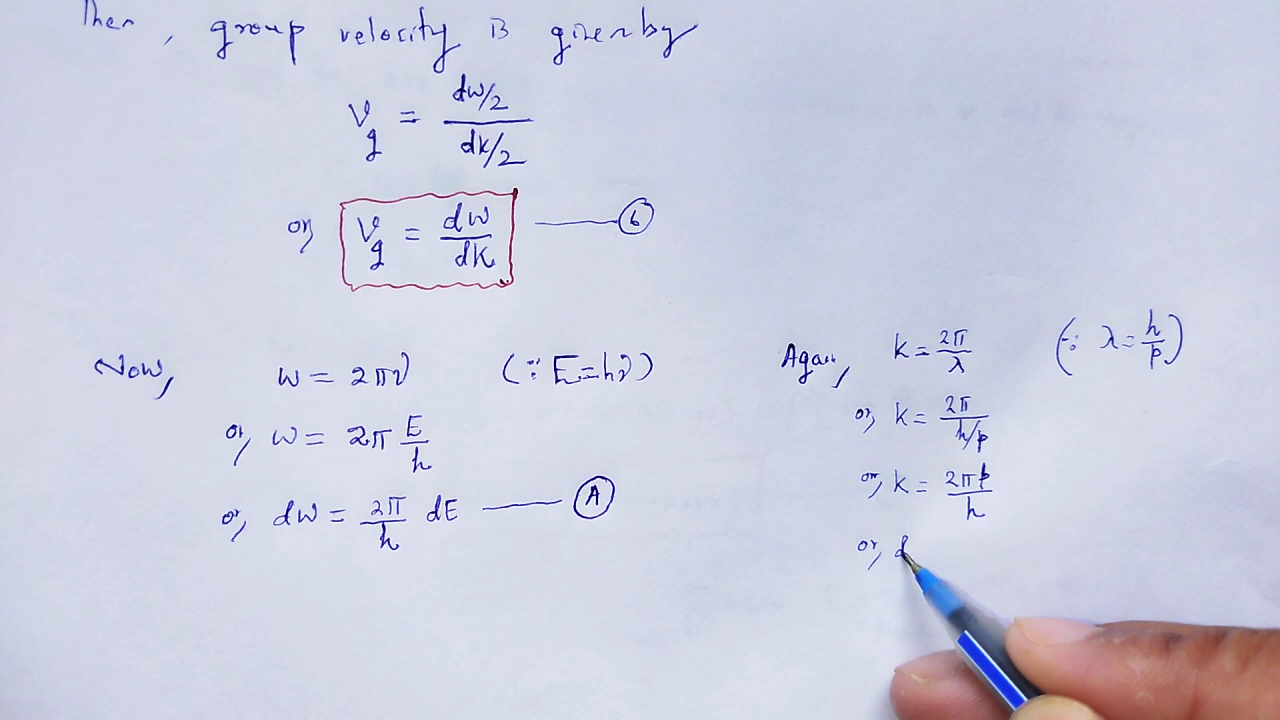 Then, group velocity is given by
Vg = dω/2 / dk/2
or, Vg = dω/dk —— 6
Now, ω = 2πν (∵ E=hν)
or, ω = 2π E/h
or, dω = 2π/h dE —— A
Again, k = 2π/λ (∵ λ = h/p)
or, k = 2π / h/p
or, k = 2πp/h
or, d